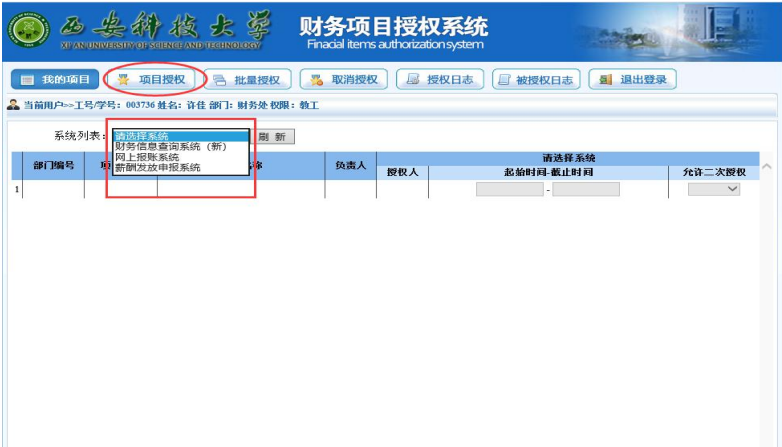 西安科技大学
XI'AN UNIVERSITY OF SCIENCE AND TECHNOLOGY
财务项目授权系统
Finacial items authorization system
我的项目 项目授权 批量授权 取消授权 授权日志 被授权日志 退出登录
当前用户>>工号/学号：003736 姓名：许佳 部门：财务处 权限：教工
系统列表：请选择系统 刷 新
请选择系统
财务信息查询系统（新）
网上报账系统
薪酬发放申报系统
部门编号 项 称 负责人 请选择系统
授权人 起始时间-截止时间 允许二次授权
1 -